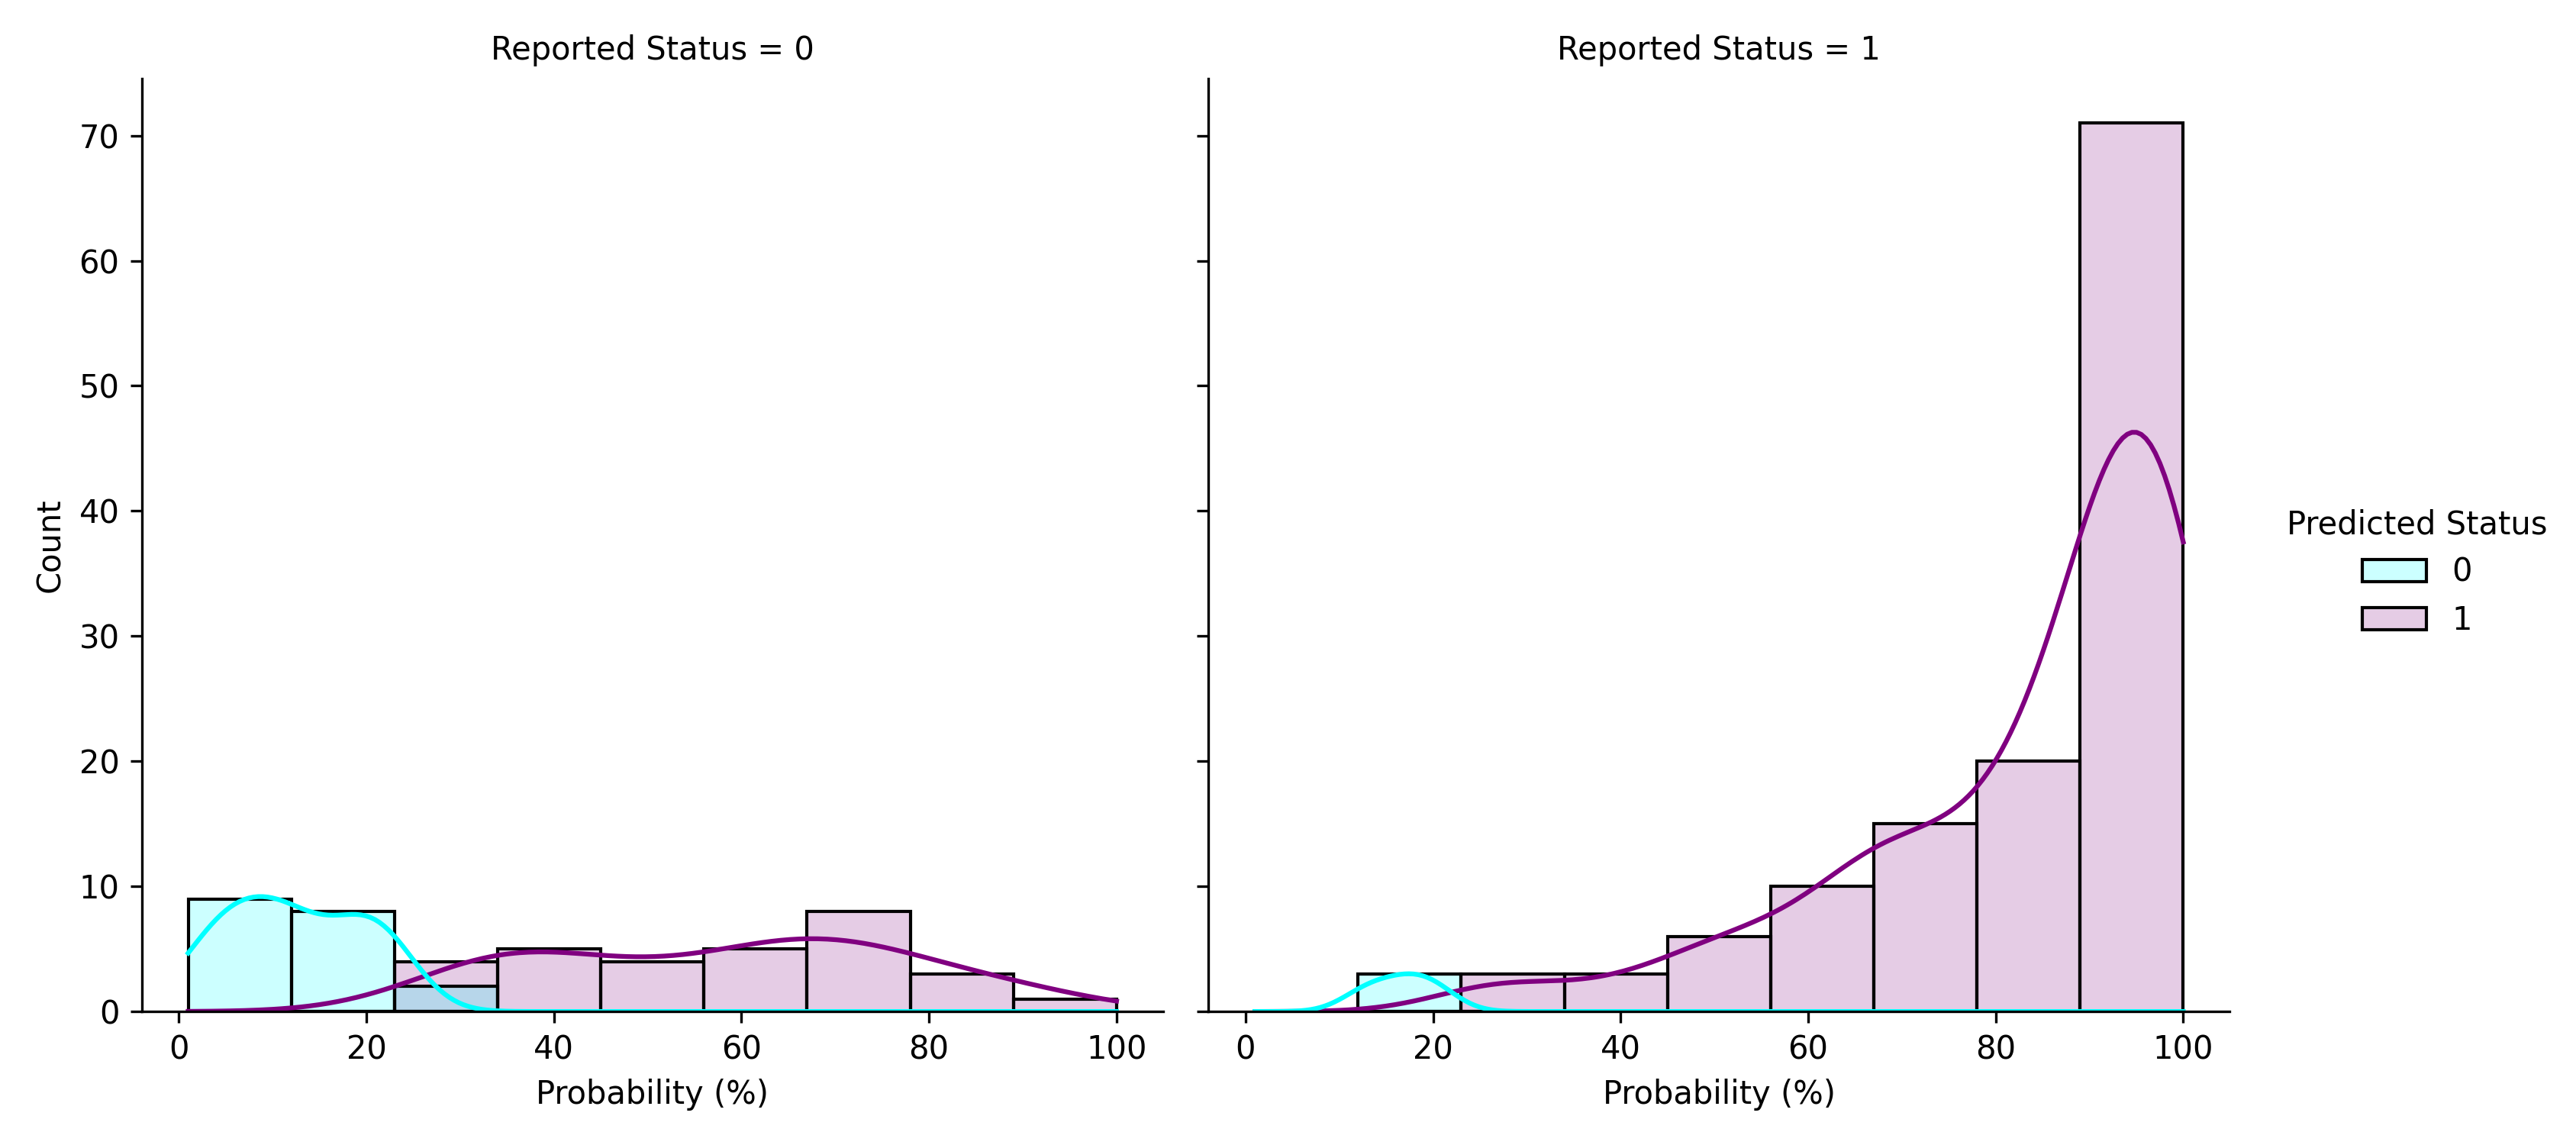 Reported Status = 0
Reported Status = 1
70
60
50
40
30
20
10
0
Count
0 20 40 60 80 100
0 20 40 60 80 100
Probability (%)
Probability (%)
Predicted Status
0
1